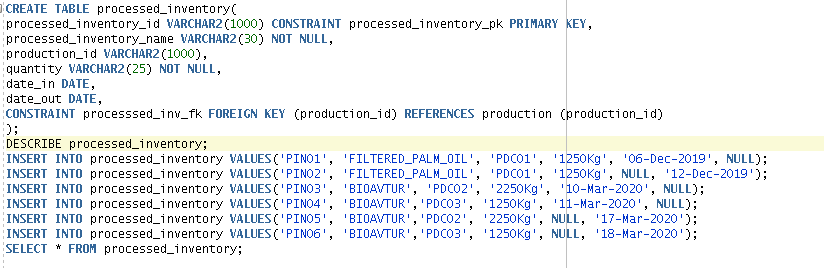 CREATE TABLE processed_inventory(
processed_inventory_id VARCHAR2(1000) CONSTRAINT processed_inventory_pk PRIMARY KEY,
processed_inventory_name VARCHAR2(30) NOT NULL,
production_id VARCHAR2(1000),
quantity VARCHAR2(25) NOT NULL,
date_in DATE,
date_out DATE,
CONSTRAINT processsed_inv_fk FOREIGN KEY (production_id) REFERENCES production (production_id)
);
DESCRIBE processed_inventory;
INSERT INTO processed_inventory VALUES('PIN01', 'FILTERED_PALM_OIL', 'PDC01', '1250Kg', '06-Dec-2019', NULL);
INSERT INTO processed_inventory VALUES('PIN02', 'FILTERED_PALM_OIL', 'PDC01', '1250Kg', NULL, '12-Dec-2019');
INSERT INTO processed_inventory VALUES('PIN03', 'BIOAVTUR', 'PDC02', '2250Kg', '10-Mar-2020', NULL);
INSERT INTO processed_inventory VALUES('PIN04', 'BIOAVTUR','PDC03', '1250Kg', '11-Mar-2020', NULL);
INSERT INTO processed_inventory VALUES('PIN05', 'BIOAVTUR','PDC02', '2250Kg', NULL, '17-Mar-2020');
INSERT INTO processed_inventory VALUES('PIN06', 'BIOAVTUR','PDC03', '1250Kg', NULL, '18-Mar-2020');
SELECT * FROM processed_inventory;